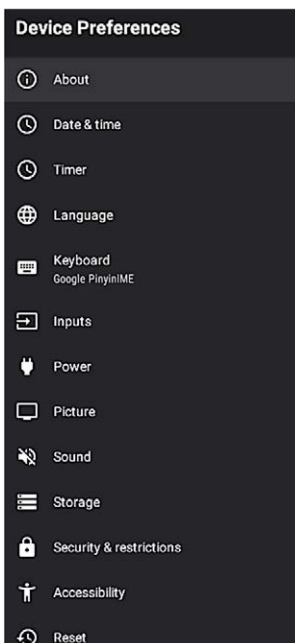 Device Preferences
About
Date & time
Timer
Language
Keyboard
Google PinyinIME
Inputs
Power
Picture
Sound
Storage
Security & restrictions
Accessibility
Reset